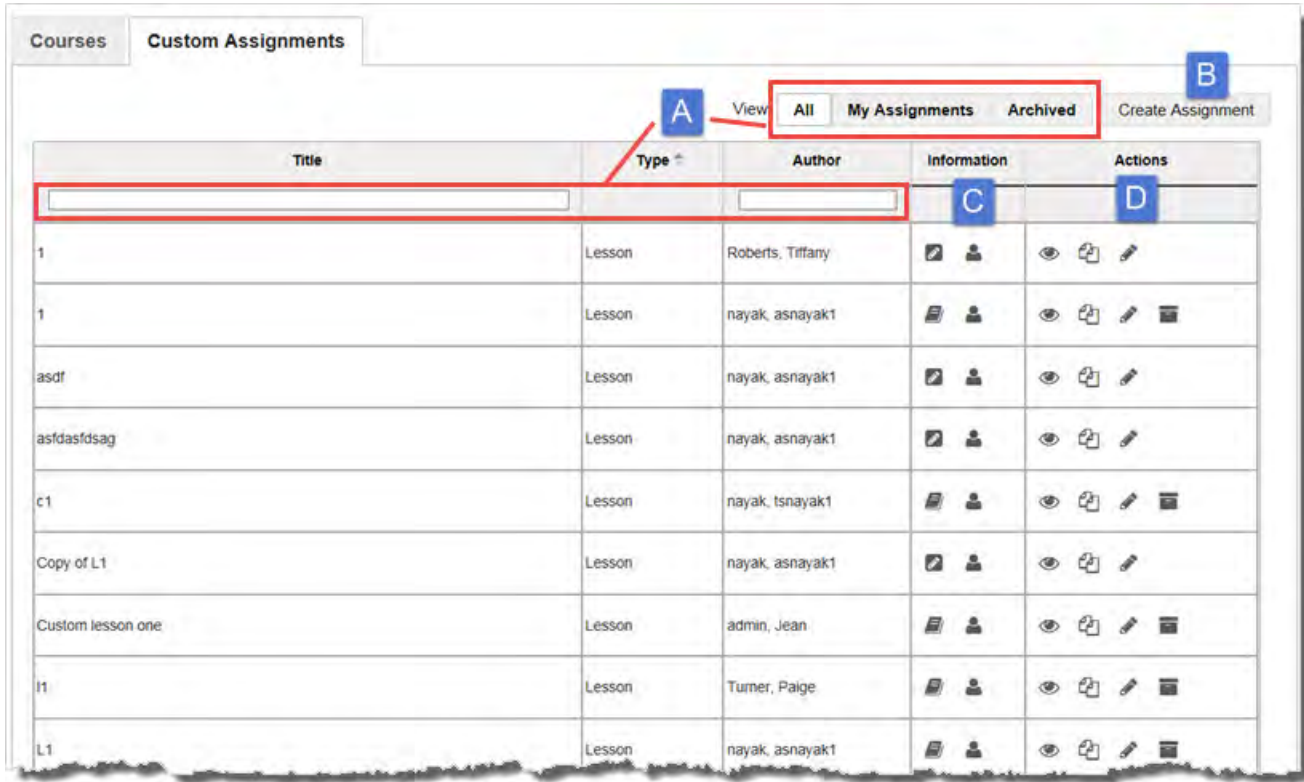 Courses Custom Assignments
B
A View All My Assignments Archived Create Assignment
Title Type Author Information Actions
C D
1 Lesson Roberts, Tiffany
1 Lesson nayak, asnayak1
asdf Lesson nayak, asnayak1
asfdasfdsag Lesson nayak, asnayak1
c1 Lesson nayak, tsnayak1
Copy of L1 Lesson nayak, asnayak1
Custom lesson one Lesson admin, Jean
l1 Lesson Turner, Paige
L1 Lesson nayak, asnayak1